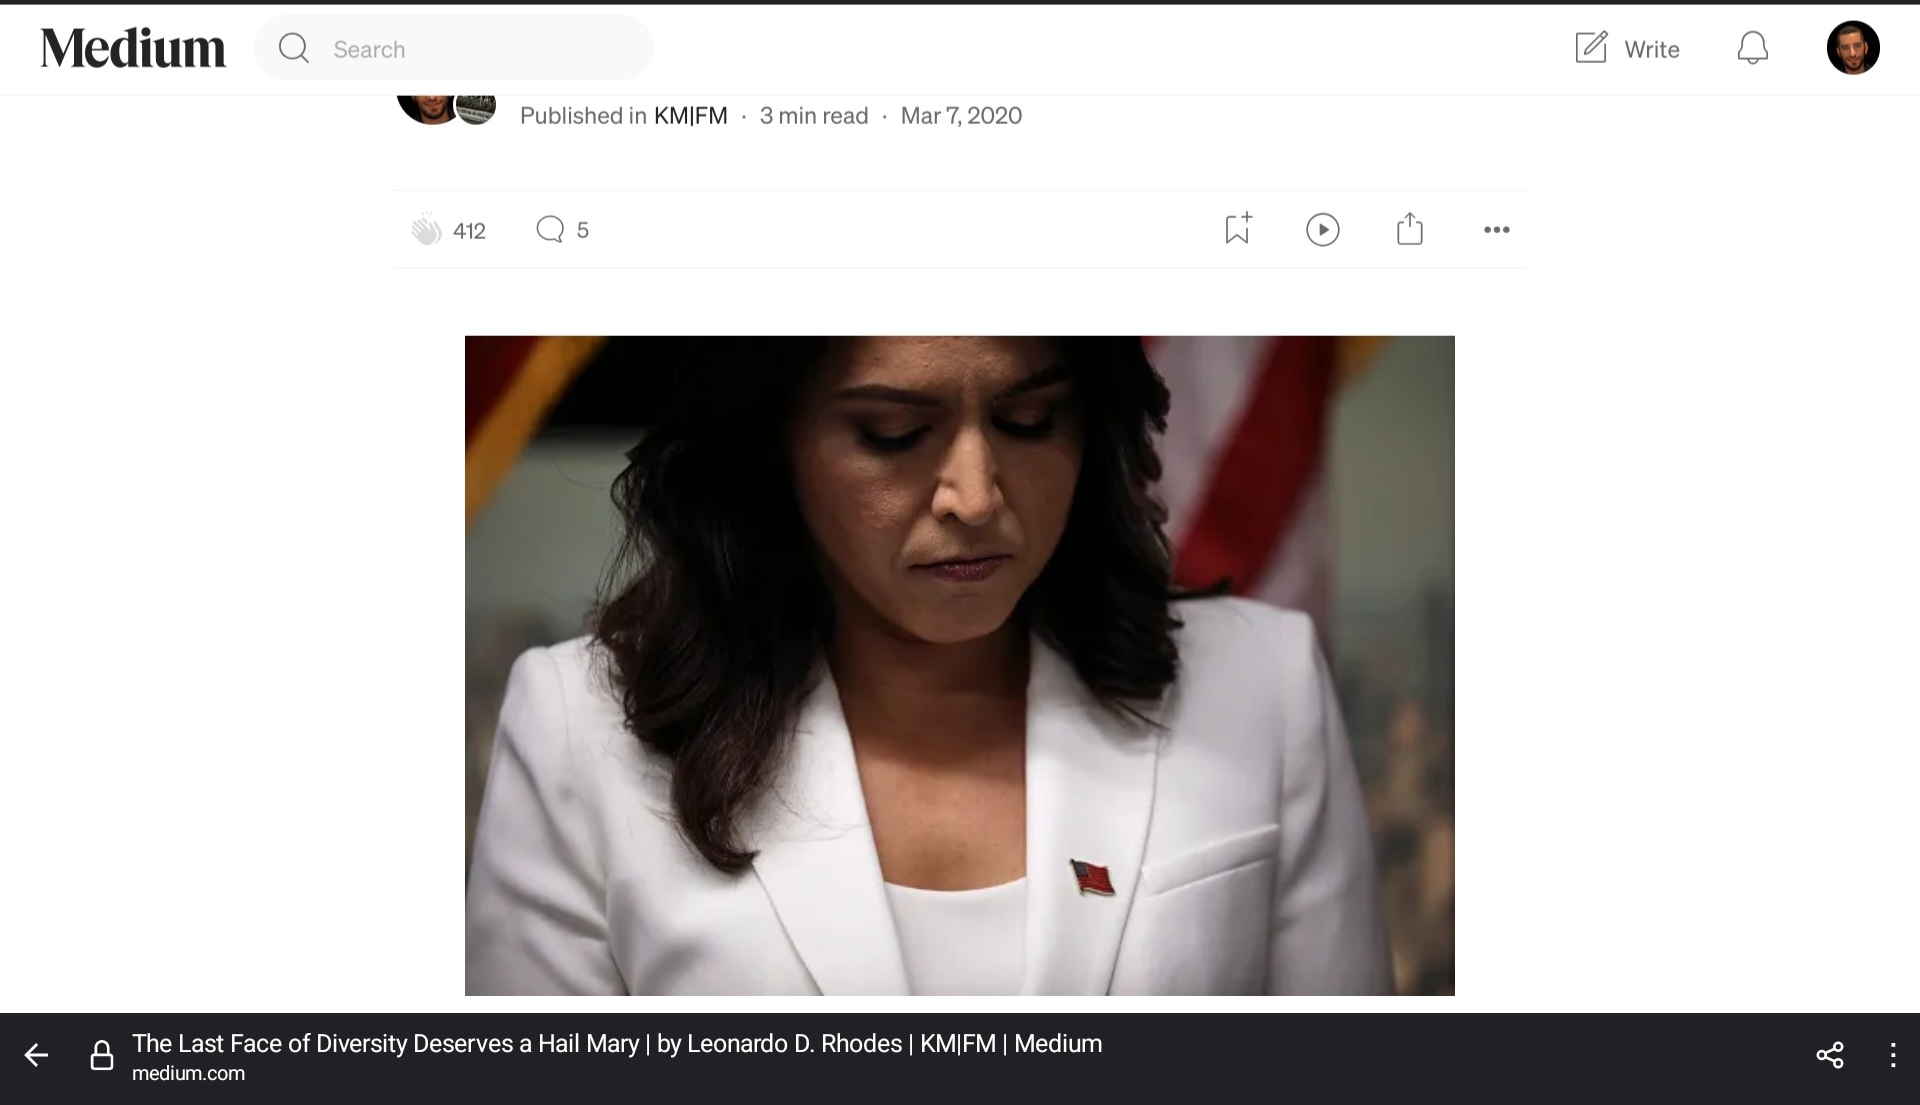 Medium
Search
Write
Published in KM|FM · 3 min read · Mar 7, 2020
412
5
The Last Face of Diversity Deserves a Hail Mary | by Leonardo D. Rhodes | KM|FM | Medium
medium.com